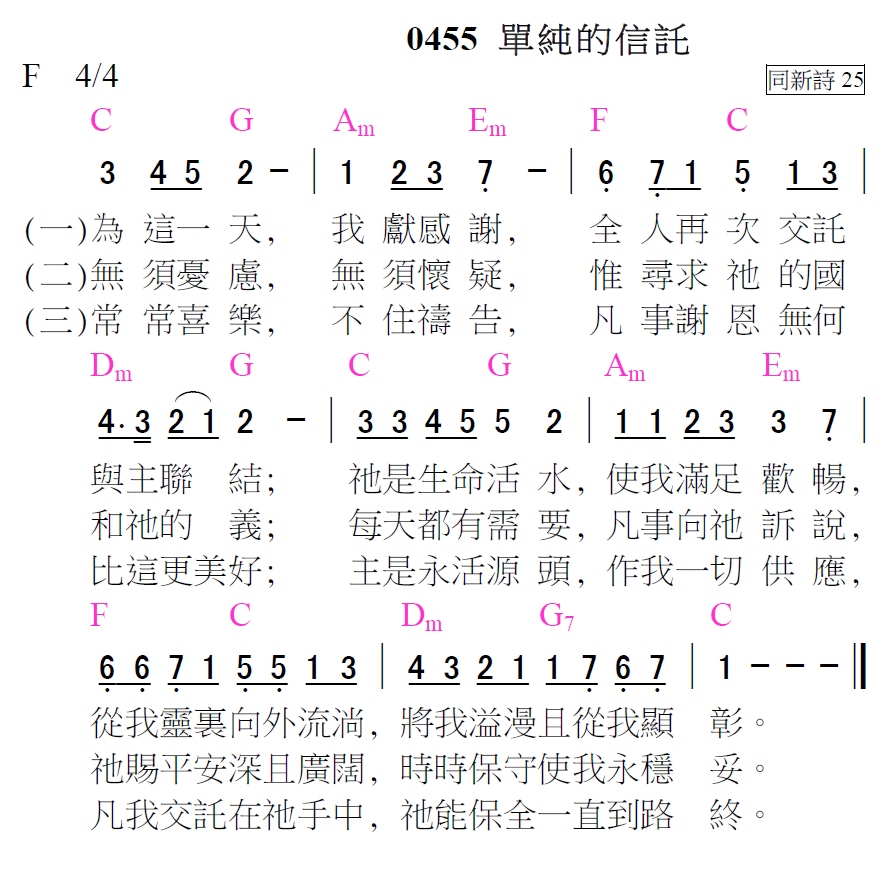 0455 單純的信託
F 4/4 同新詩 25
C G Am Em F C
3 4 5 2 － | 1 2 3 7̣ － | 6̣ 7̣ 1 5̣ 1 3 |
(一)為 這一 天, 我 獻感 謝, 全 人再 次 交託
(二)無 須憂 慮, 無 須懷 疑, 惟 尋求 祂 的國
(三)常 常喜 樂, 不 住禱 告, 凡 事謝 恩 無何
Dm G C G Am Em
4· 3 2 1 2 － | 3 3 4 5 5 2 | 1 1 2 3 3 7̣ |
與主聯 結; 祂是生命活 水, 使我滿足 歡 暢,
和祂的 義; 每天都有需 要, 凡事向祂 訴 說,
比這更美好; 主是永活源 頭, 作我一切 供 應,
F C Dm G7 C
6̣ 6̣ 7̣ 1 5̣ 5̣ 1 3 | 4 3 2 1 1 7̣ 6̣ 7̣ | 1 － － － ‖
從我靈裏向外流淌, 將我溢漫且從我顯 彰。
祂賜平安深且廣闊, 時時保守使我永穩 妥。
凡我交託在祂手中, 祂能保全一直到路 終。